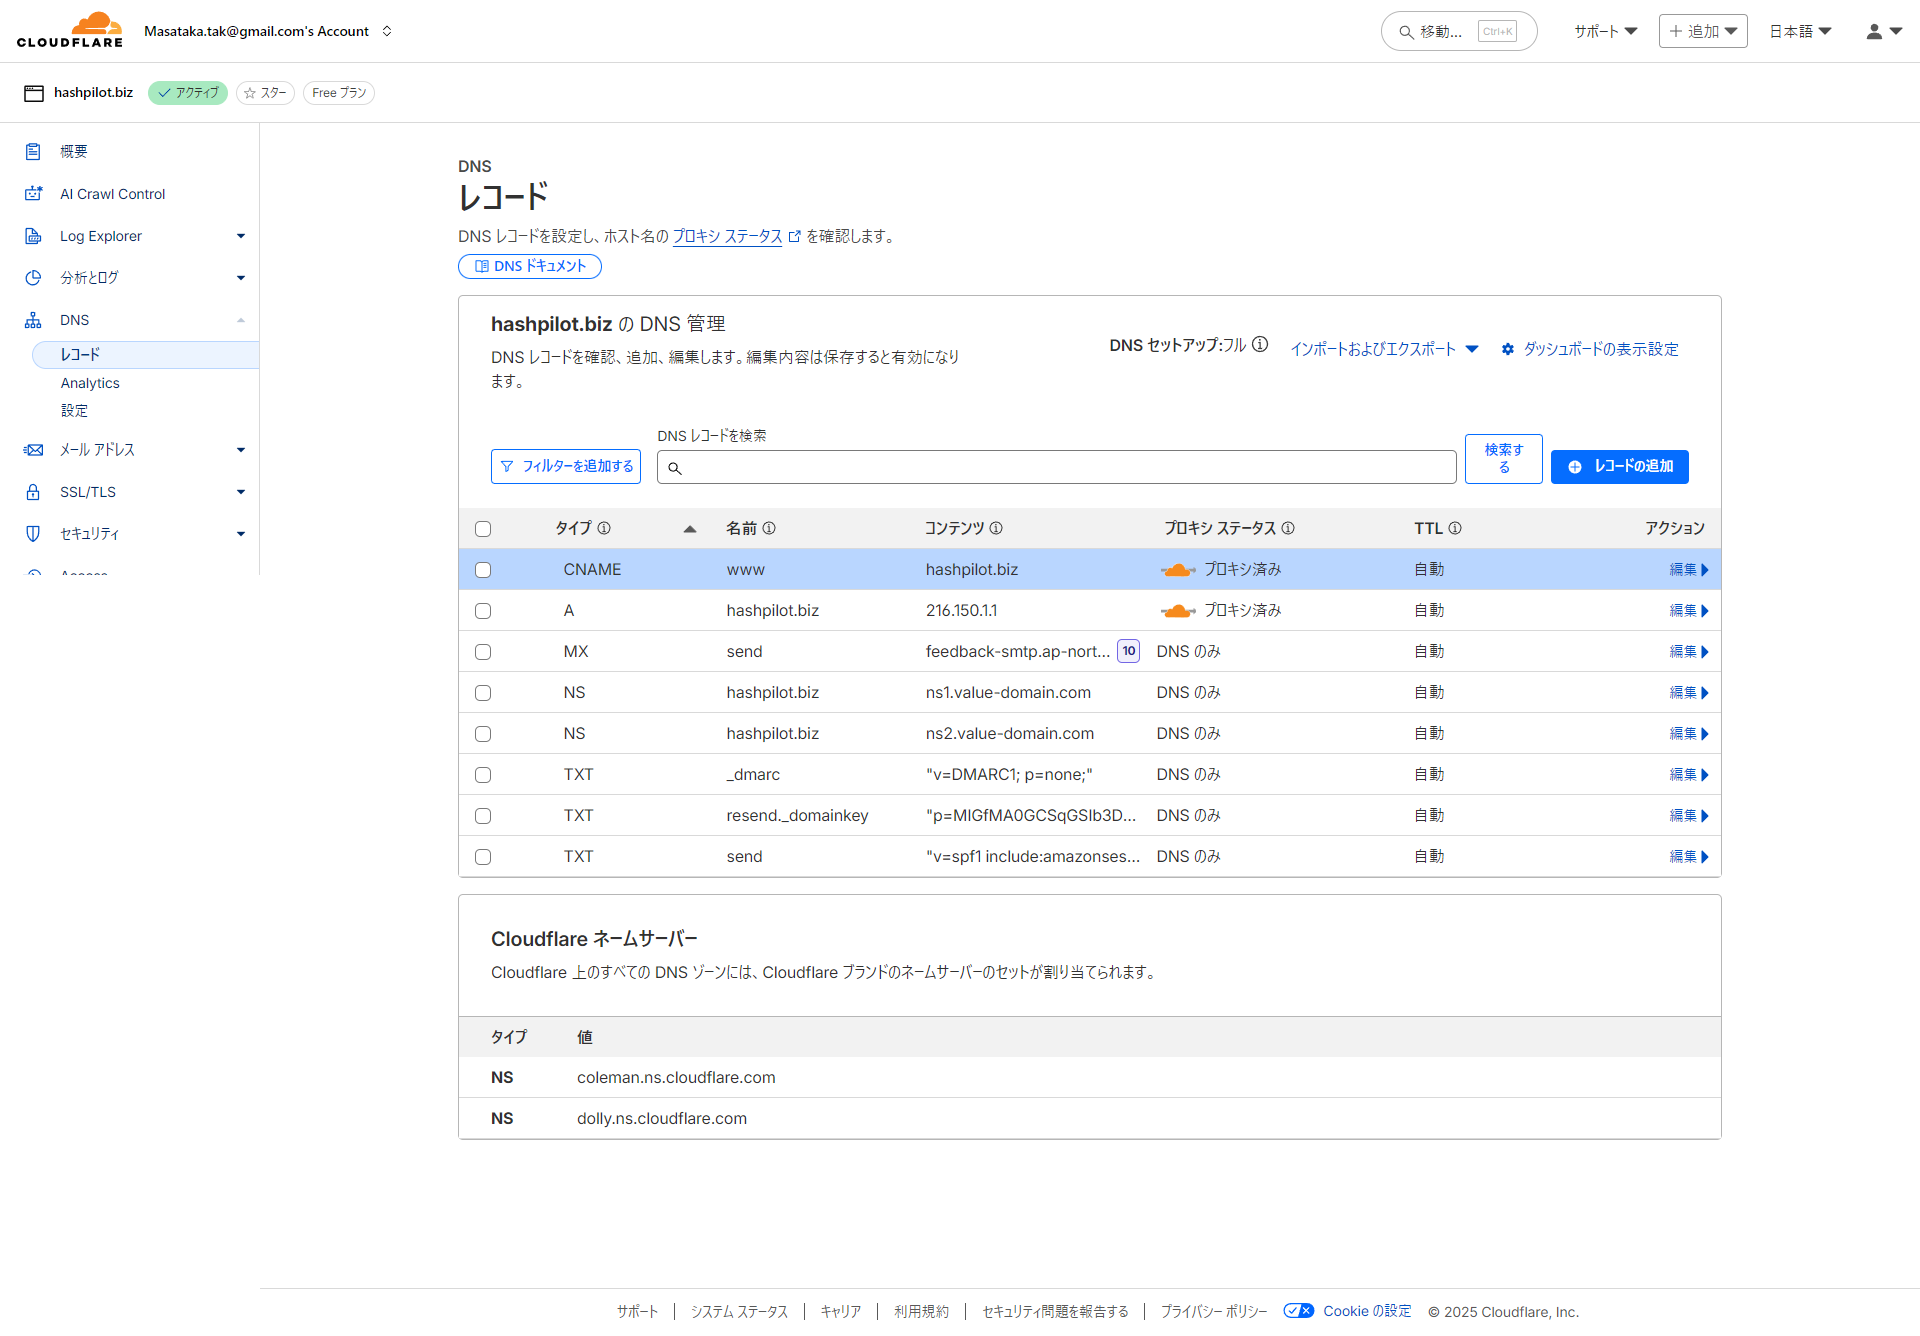 CLOUDFLARE
Masataka.tak@gmail.com's Account
移動...
Ctrl+K
サポート
追加
日本語
hashpilot.biz
アクティブ
スター
Free プラン
概要
AI Crawl Control
Log Explorer
分析とログ
DNS
レコード
Analytics
設定
メール アドレス
SSL/TLS
セキュリティ
DNS
レコード
DNS レコードを設定し、ホスト名の プロキシ ステータス を確認します。
DNS ドキュメント
hashpilot.biz の DNS 管理
DNS レコードを確認、追加、編集します。編集内容は保存すると有効になり
ます。
DNS セットアップ:フル
インポートおよびエクスポート
ダッシュボードの表示設定
DNS レコードを検索
フィルターを追加する
検索す
る
レコードの追加
タイプ 名前 コンテンツ プロキシ ステータス TTL アクション
CNAME www hashpilot.biz プロキシ済み 自動 編集
A hashpilot.biz 216.150.1.1 プロキシ済み 自動 編集
MX send feedback-smtp.ap-nort... 10 DNS のみ 自動 編集
NS hashpilot.biz ns1.value-domain.com DNS のみ 自動 編集
NS hashpilot.biz ns2.value-domain.com DNS のみ 自動 編集
TXT _dmarc "v=DMARC1; p=none;" DNS のみ 自動 編集
TXT resend._domainkey "p=MIGfMA0GCSqGSIb3D... DNS のみ 自動 編集
TXT send "v=spf1 include:amazonses... DNS のみ 自動 編集
Cloudflare ネームサーバー
Cloudflare 上のすべての DNS ゾーンには、Cloudflare ブランドのネームサーバーのセットが割り当てられます。
タイプ 値
NS coleman.ns.cloudflare.com
NS dolly.ns.cloudflare.com
サポート システム ステータス キャリア 利用規約 セキュリティ問題を報告する プライバシー ポリシー Cookie の設定 © 2025 Cloudflare, Inc.